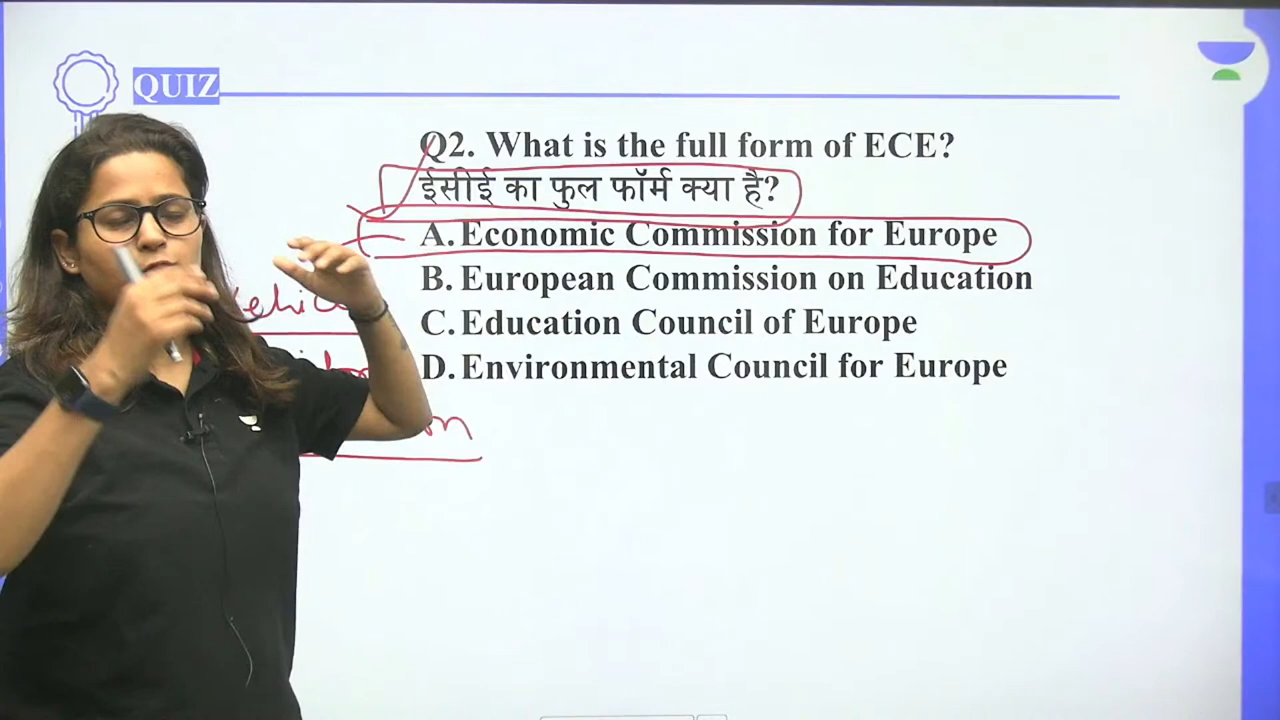 QUIZ
Q2. What is the full form of ECE?
ईसीई का फुल फॉर्म क्या है?
A. Economic Commission for Europe
B. European Commission on Education
C. Education Council of Europe
D. Environmental Council for Europe